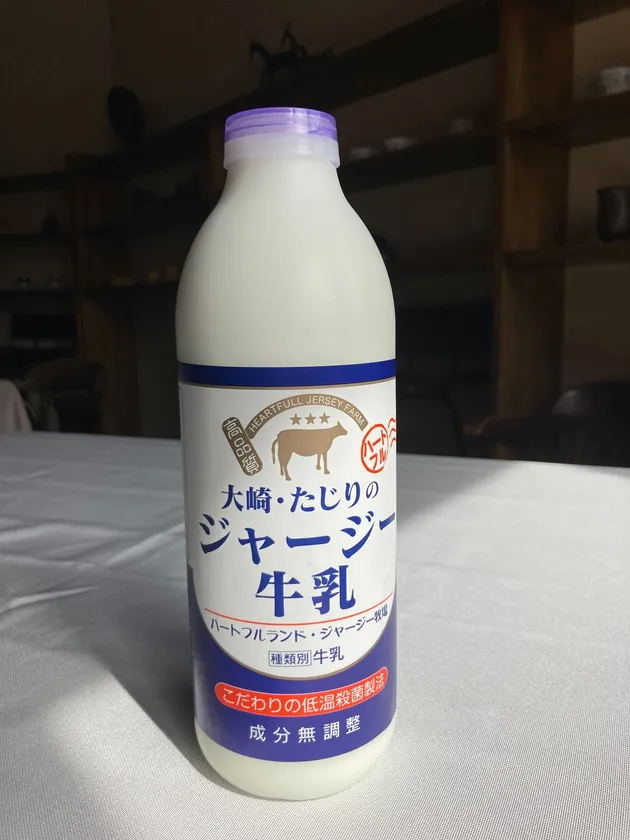 HEARTFULL JERSEY FARM
高品質
ハートフル
大崎・たじりの
ジャージー
牛乳
ハートフルランド・ジャージー牧場
種類別 牛乳
こだわりの低温殺菌製法
成分無調整